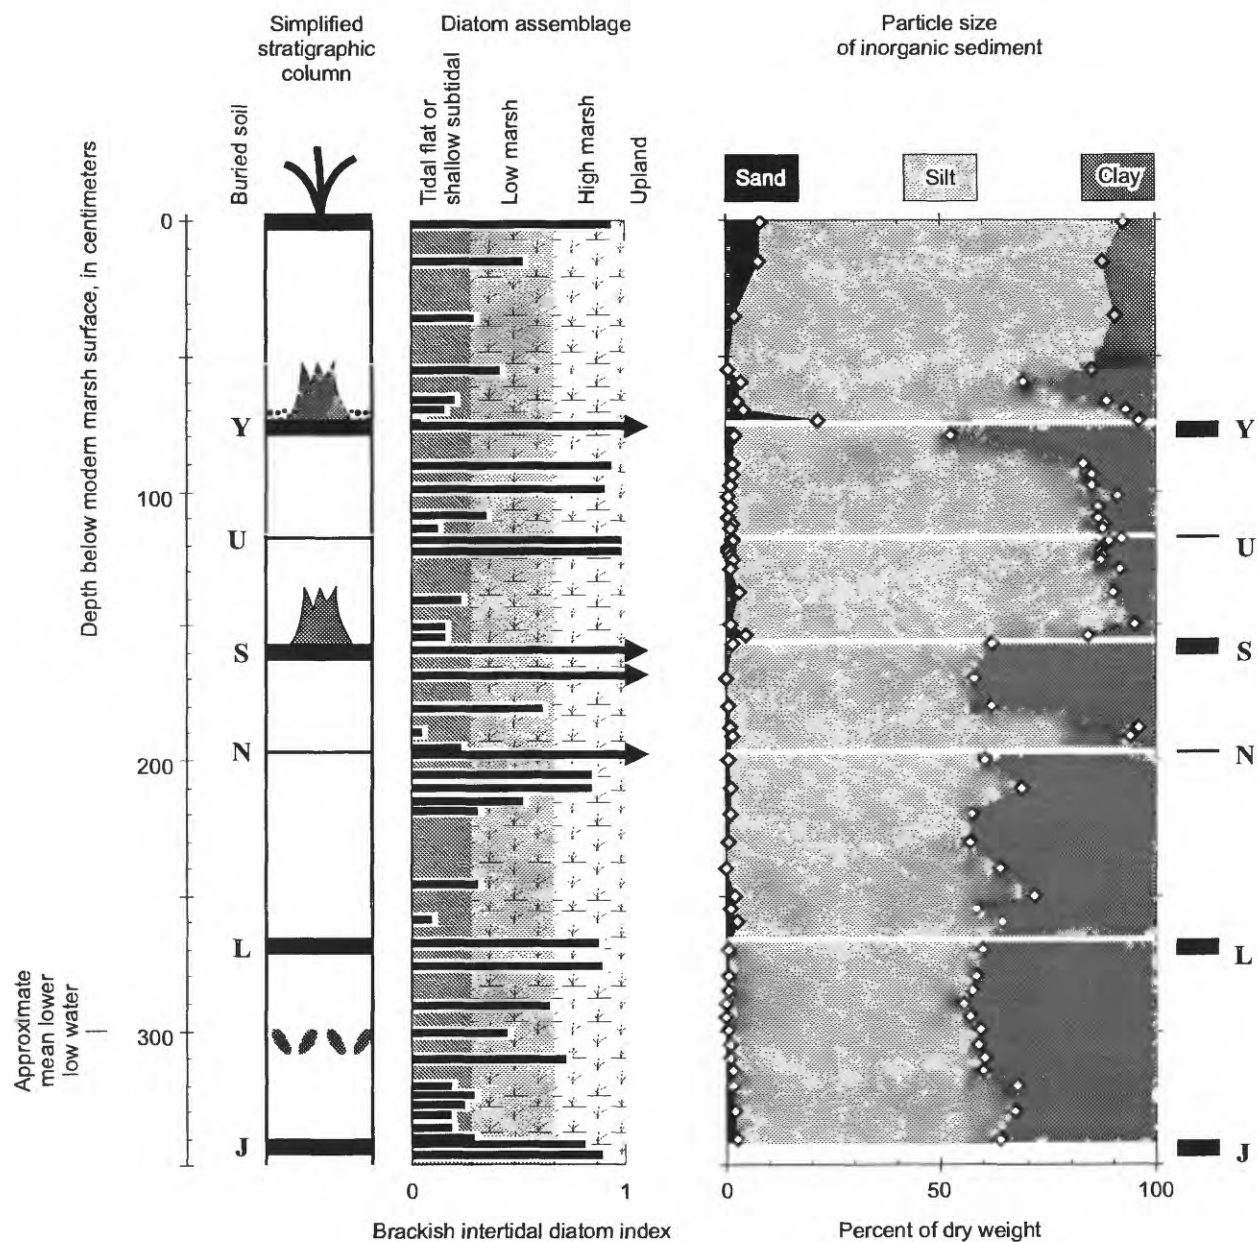 Simplified
stratigraphic
column
Diatom assemblage
Particle size
of inorganic sediment
Buried soil
Tidal flat or
shallow subtidal
Low marsh
High marsh
Upland
Sand
Silt
Clay
Depth below modern marsh surface, in centimeters
0
100
200
300
Approximate
mean lower
low water
Y
U
S
N
L
J
Y
U
S
N
L
J
0
1
0
50
100
Brackish intertidal diatom index
Percent of dry weight